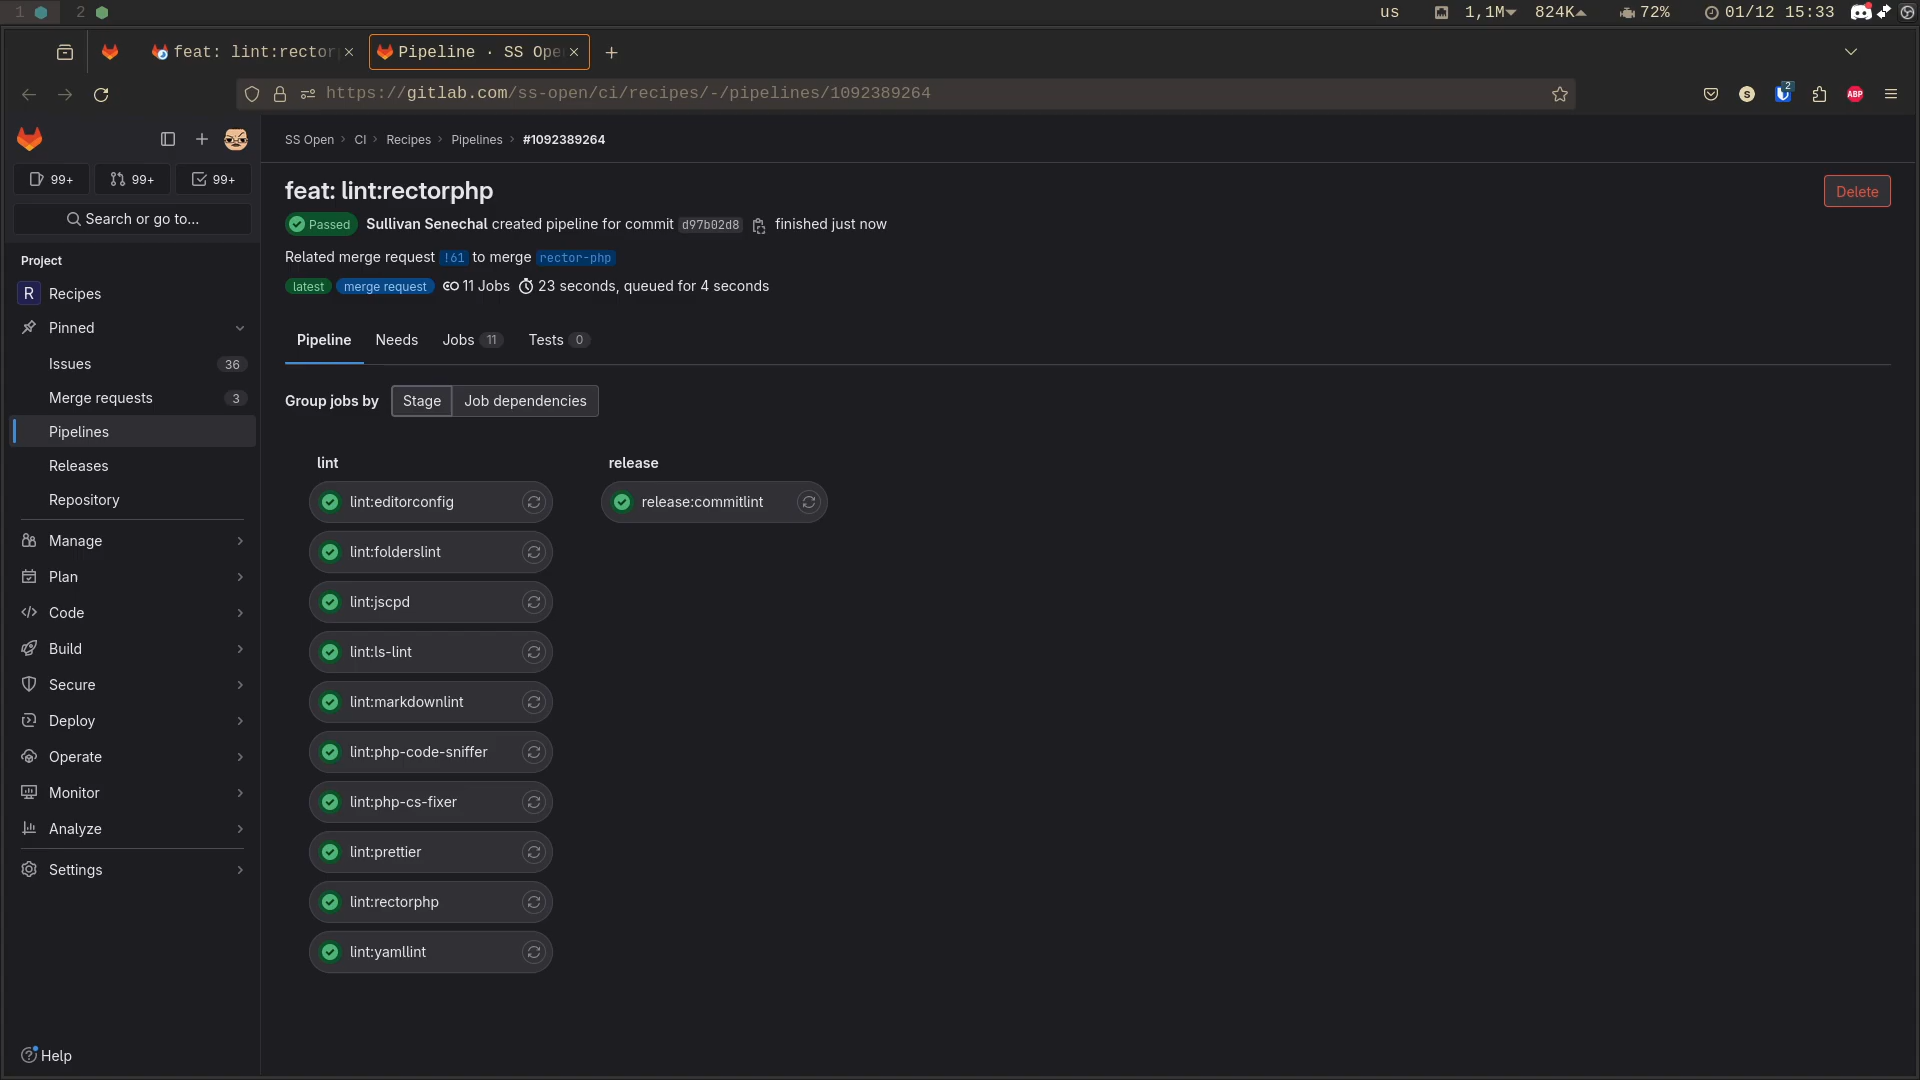 1 2 us 1,1M 824K 72% 01/12 15:33
feat: lint:rector Pipeline · SS Ope
https://gitlab.com/ss-open/ci/recipes/-/pipelines/1092389264 S 2 ABP
SS Open CI Recipes Pipelines #1092389264
99+ 99+ 99+
Search or go to...
Project
R Recipes
Pinned
Issues 36
Merge requests 3
Pipelines
Releases
Repository
Manage
Plan
Code
Build
Secure
Deploy
Operate
Monitor
Analyze
Settings
Help
feat: lint:rectorphp
Delete
Passed Sullivan Senechal created pipeline for commit d97b02d8 finished just now
Related merge request !61 to merge rector-php
latest merge request 11 Jobs 23 seconds, queued for 4 seconds
Pipeline Needs Jobs 11 Tests 0
Group jobs by Stage Job dependencies
lint
lint:editorconfig
lint:folderslint
lint:jscpd
lint:ls-lint
lint:markdownlint
lint:php-code-sniffer
lint:php-cs-fixer
lint:prettier
lint:rectorphp
lint:yamllint
release
release:commitlint